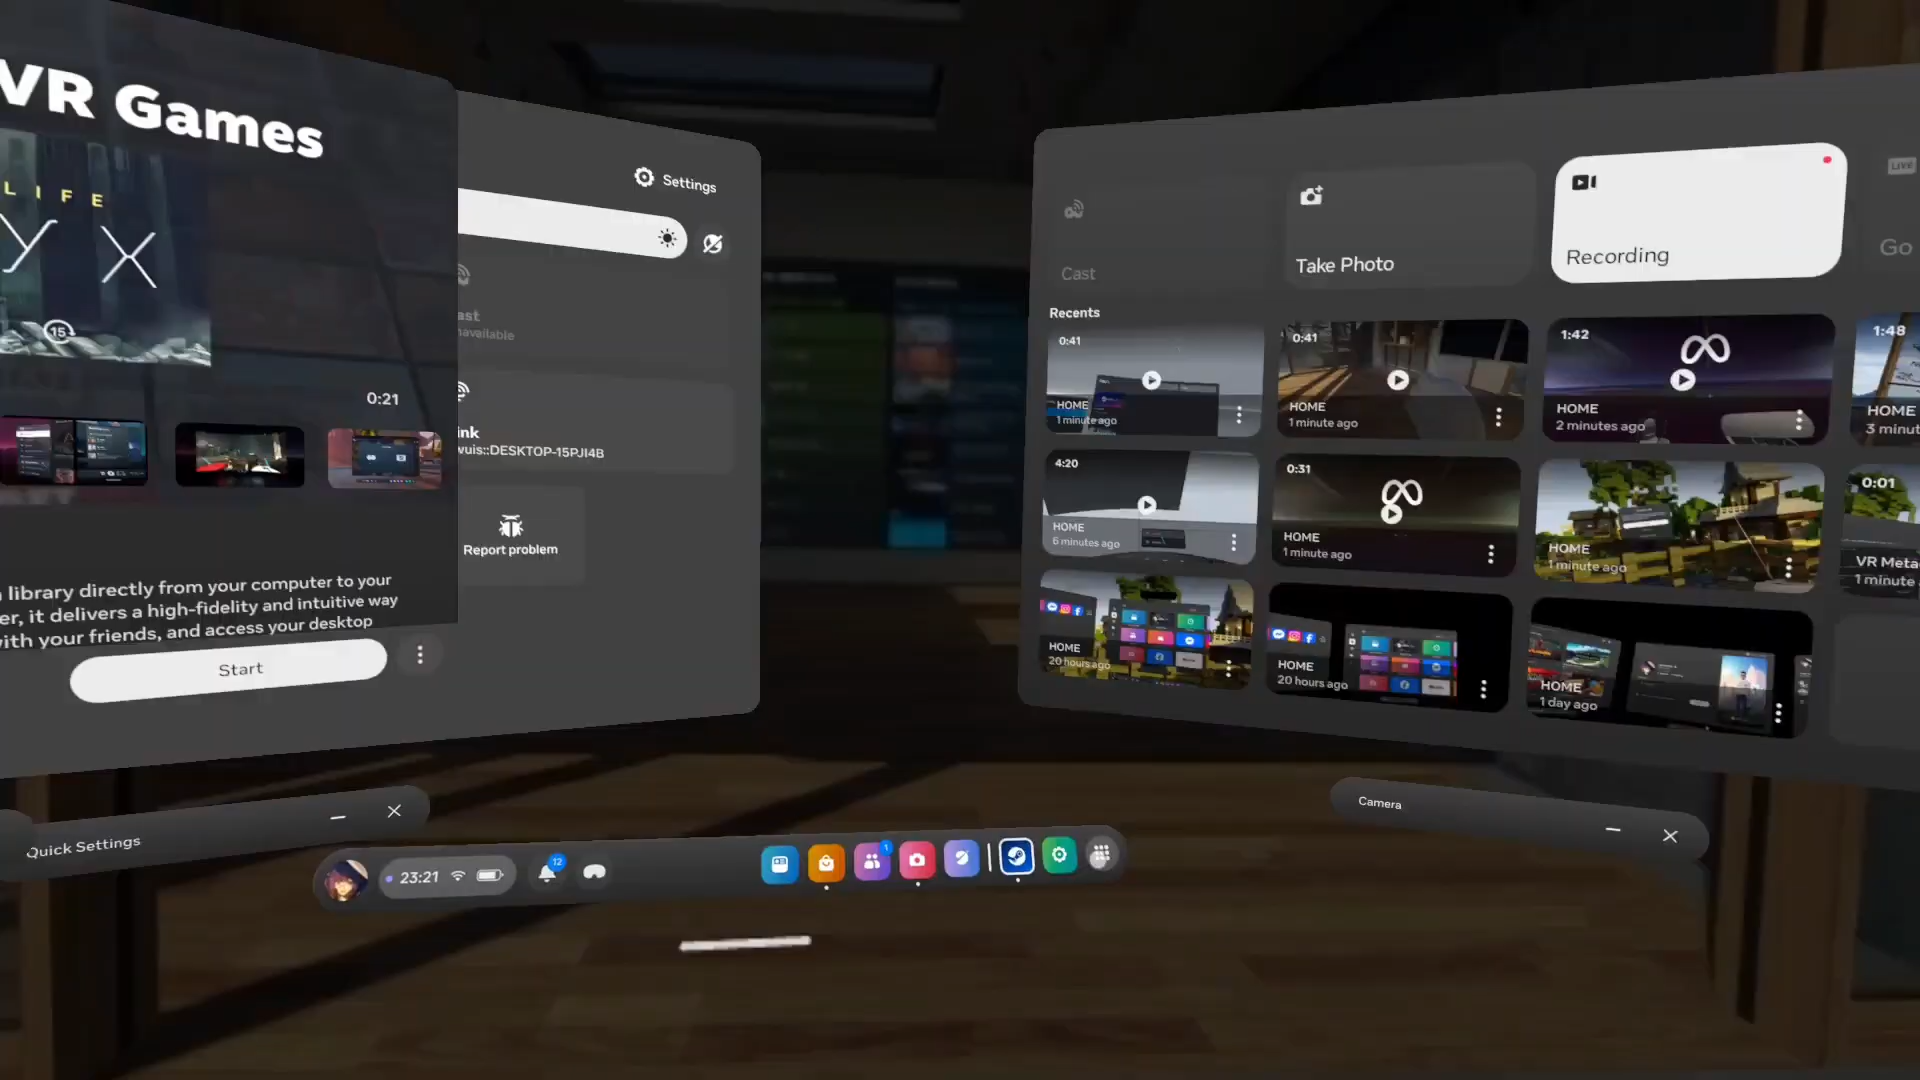 VR Games
LIFE
Y X
15
0:21
library directly from your computer to your
er, it delivers a high-fidelity and intuitive way
with your friends, and access your desktop
Start
Settings
ast
navailable
ink
wuis::DESKTOP-15PJI4B
Report problem
Quick Settings
23:21
12
1
Cast
Take Photo
Recording
LIVE
Go
Recents
0:41
HOME
1 minute ago
0:41
HOME
1 minute ago
1:42
HOME
2 minutes ago
1:48
HOME
3 minut
4:20
HOME
6 minutes ago
0:31
HOME
1 minute ago
HOME
1 minute ago
0:01
VR Meta
1 minute
HOME
20 hours ago
HOME
20 hours ago
HOME
1 day ago
Camera